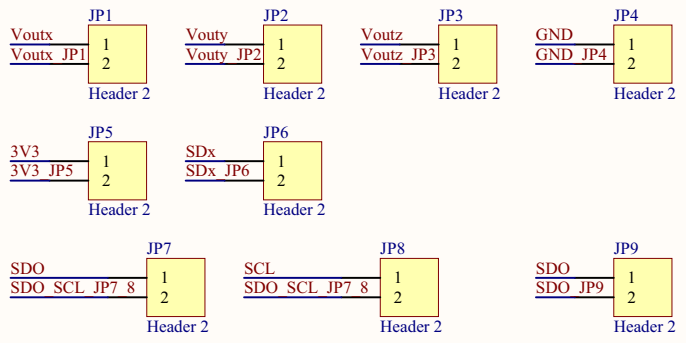 JP1 JP2 JP3 JP4
Voutx 1 Vouty 1 Voutz 1 GND 1
Voutx_JP1 2 Vouty_JP2 2 Voutz_JP3 2 GND_JP4 2
Header 2 Header 2 Header 2 Header 2
JP5 JP6
3V3 1 SDx 1
3V3_JP5 2 SDx_JP6 2
Header 2 Header 2
JP7 JP8 JP9
SDO 1 SCL 1 SDO 1
SDO_SCL_JP7_8 2 SDO_SCL_JP7_8 2 SDO_JP9 2
Header 2 Header 2 Header 2